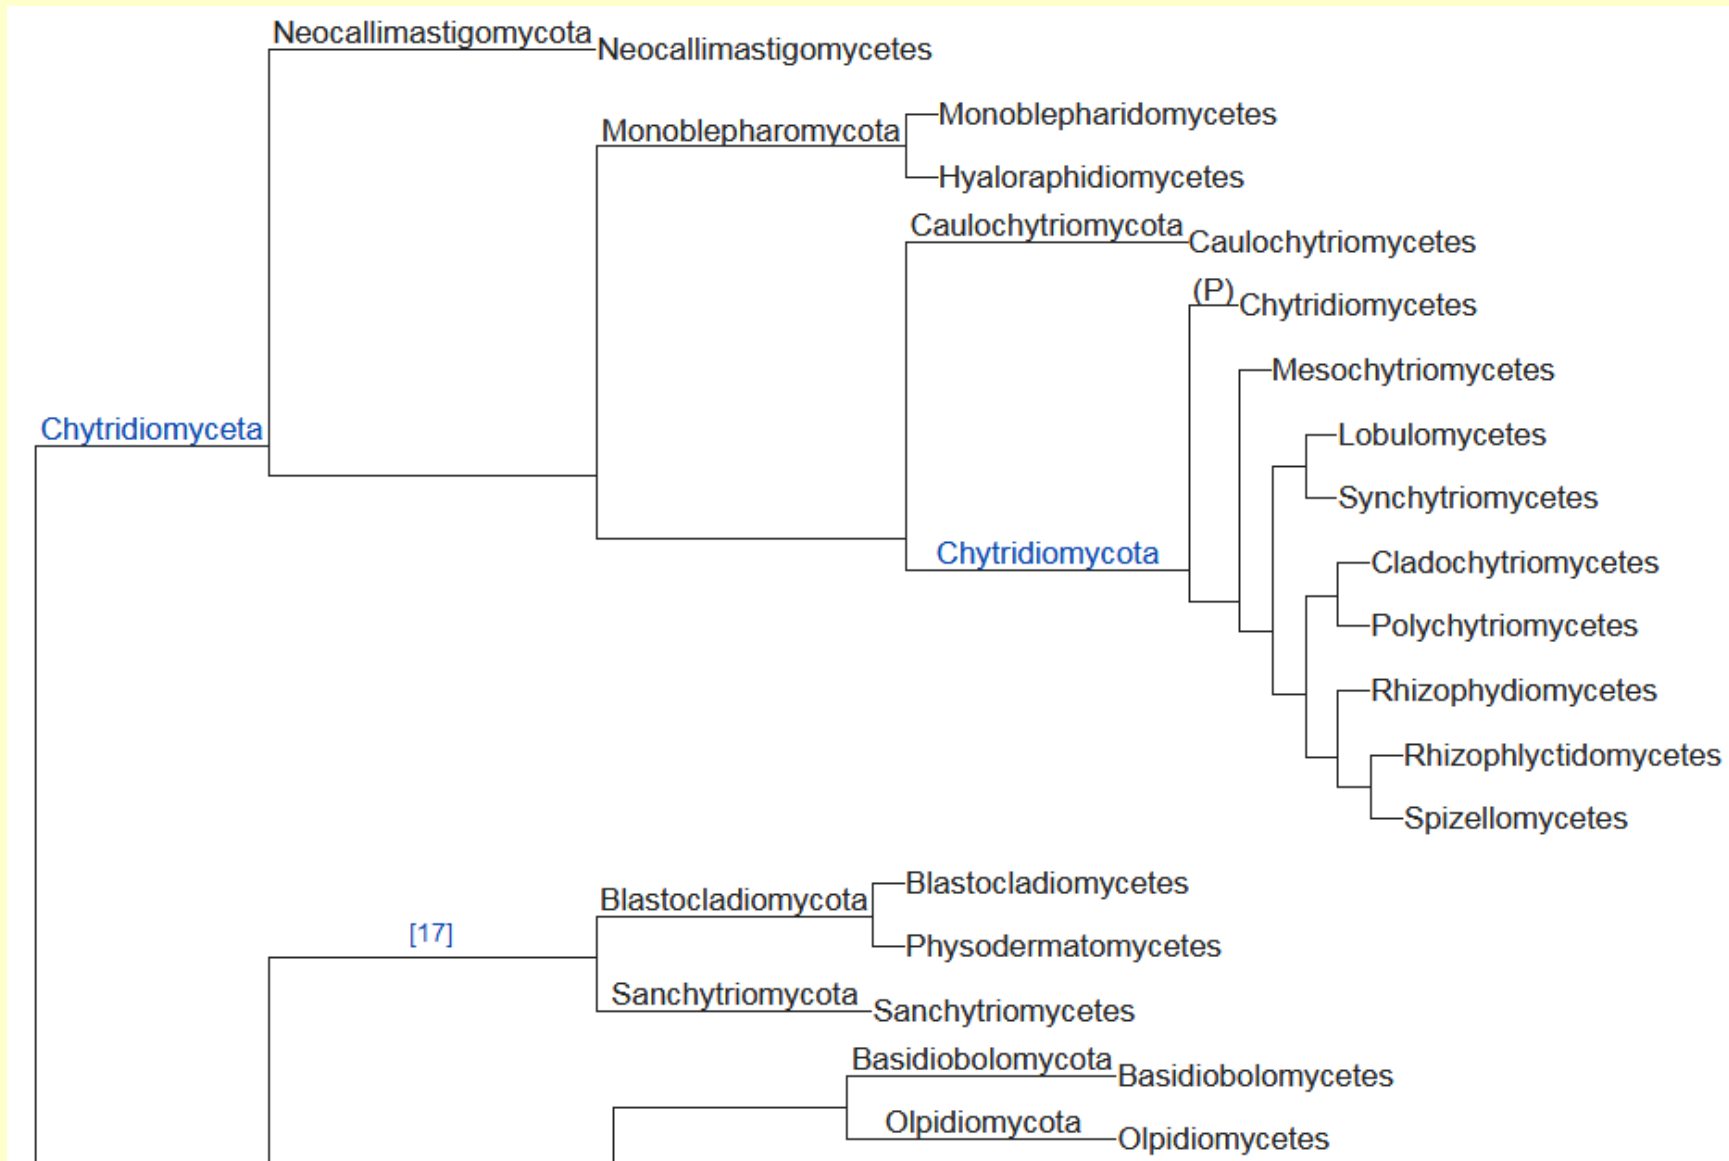 Neocallimastigomycota
Neocallimastigomycetes
Monoblepharomycota
Monoblepharidomycetes
Hyaloraphidiomycetes
Caulochytriomycota
Caulochytriomycetes
(P)
Chytridiomycetes
Mesochytriomycetes
Chytridiomyceta
Lobulomycetes
Synchytriomycetes
Chytridiomycota
Cladochytriomycetes
Polychytriomycetes
Rhizophydiomycetes
Rhizophlyctidomycetes
Spizellomycetes
Blastocladiomycota
Blastocladiomycetes
[17]
Physodermatomycetes
Sanchytriomycota
Sanchytriomycetes
Basidiobolomycota
Basidiobolomycetes
Olpidiomycota
Olpidiomycetes